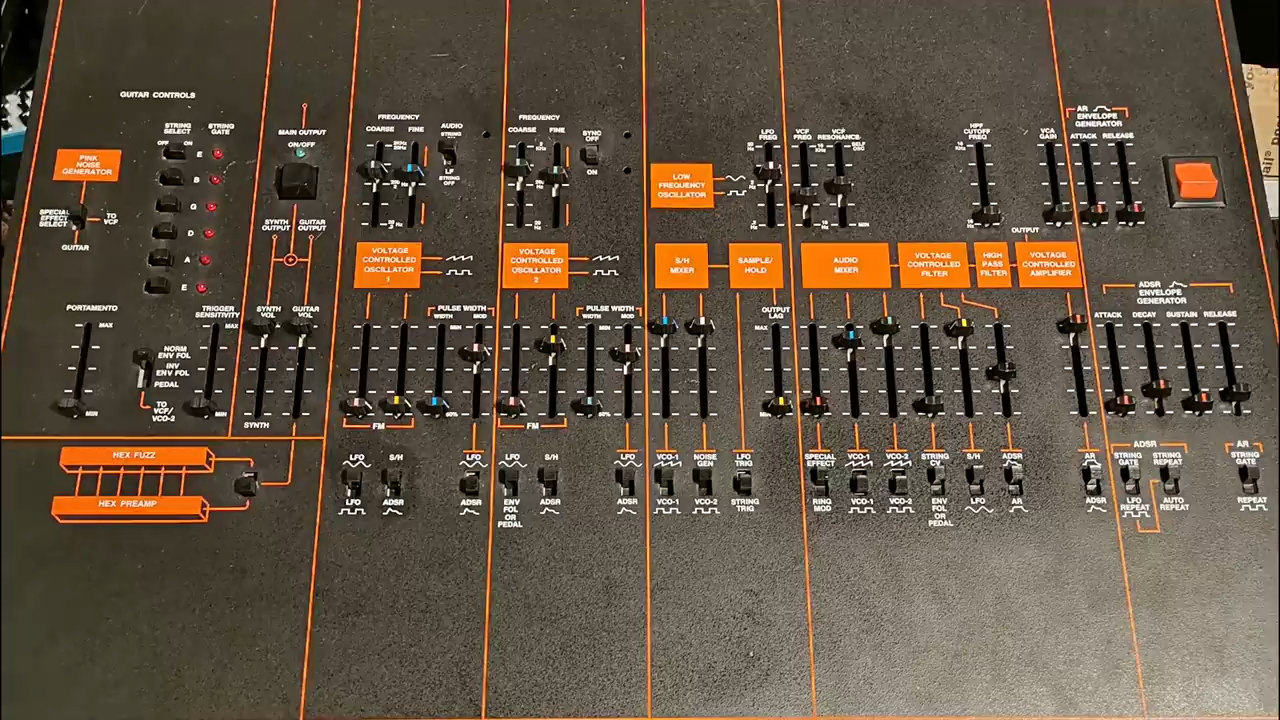 GUITAR CONTROLS
STRING
SELECT
OFF ON
STRING
GATE
E
B
G
D
A
E
PINK
NOISE
GENERATOR
SPECIAL
EFFECT
SELECT
TO
VCF
GUITAR
MAIN OUTPUT
ON/OFF
SYNTH
OUTPUT
GUITAR
OUTPUT
PORTAMENTO
MAX
MIN
NORM
ENV FOL
INV
ENV FOL
PEDAL
TO
VCF/
VCO-2
TRIGGER
SENSITIVITY
MAX
MIN
SYNTH
VOL
GUITAR
VOL
SYNTH
HEX FUZZ
HEX PREAMP
FREQUENCY
COARSE FINE
AUDIO
STRING
ON
LF
STRING
OFF
VOLTAGE
CONTROLLED
OSCILLATOR
1
PULSE WIDTH
WIDTH MOD
MIN
50%
FM
LFO
S/H
LFO
LFO
ADSR
ADSR
FREQUENCY
COARSE FINE
SYNC
OFF
ON
VOLTAGE
CONTROLLED
OSCILLATOR
2
PULSE WIDTH
WIDTH MOD
MIN
50%
FM
LFO
S/H
LFO
ENV
FOL
OR
PEDAL
ADSR
ADSR
LOW
FREQUENCY
OSCILLATOR
LFO
FREQ
S/H
MIXER
SAMPLE/
HOLD
OUTPUT
LAG
MAX
MIN
VCO-1
NOISE
GEN
LFO
TRIG
VCO-1
VCO-2
STRING
TRIG
VCF
FREQ
VCF
RESONANCE
SELF
OSC
MIN
HPF
CUTOFF
FREQ
VCA
GAIN
OUTPUT
AUDIO
MIXER
VOLTAGE
CONTROLLED
FILTER
HIGH
PASS
FILTER
VOLTAGE
CONTROLLED
AMPLIFIER
SPECIAL
EFFECT
VCO-1
VCO-2
STRING
CV
S/H
ADSR
AR
RING
MOD
VCO-1
VCO-2
ENV
FOL
OR
PEDAL
LFO
AR
ADSR
AR
ENVELOPE
GENERATOR
ATTACK RELEASE
ADSR
ENVELOPE
GENERATOR
ATTACK DECAY SUSTAIN RELEASE
ADSR
STRING
GATE
STRING
REPEAT
LFO
REPEAT
AUTO
REPEAT
AR
STRING
GATE
REPEAT